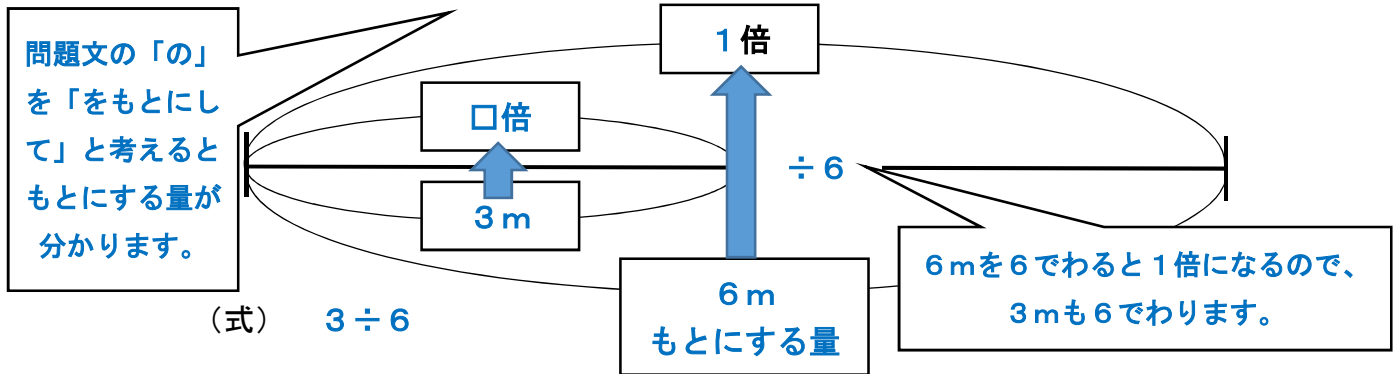 問題文の「の」
を「をもとにし
て」と考えると
もとにする量が
分かります。
1倍
□倍
3m
÷6
6m
もとにする量
6mを6でわると1倍になるので、
3mも6でわります。
（式）　3÷6